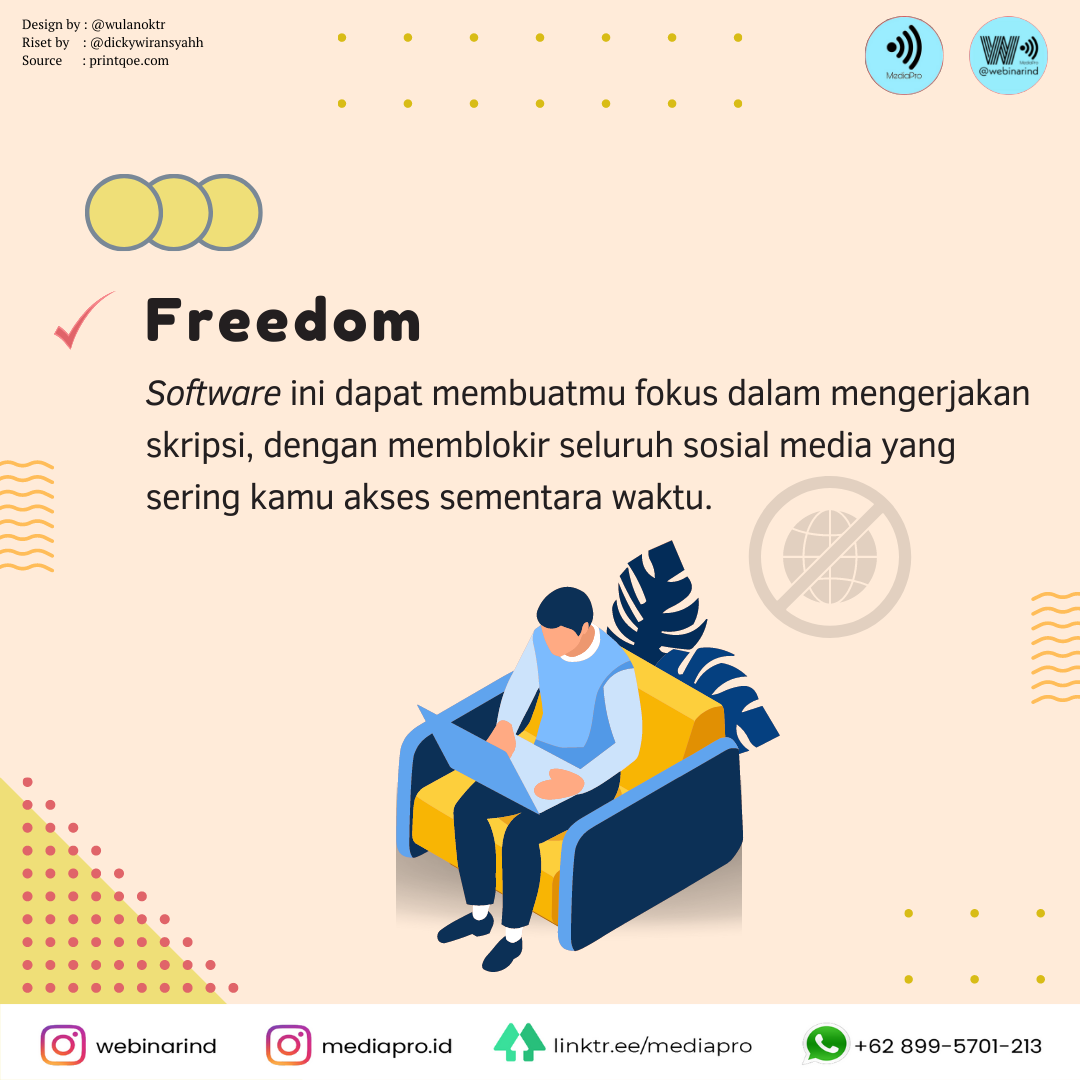 Design by : @wulanoktr
Riset by : @dickywiransyahh
Source : printqoe.com
MediaPro
W
MediaPro
@webinarind
Freedom
Software ini dapat membuatmu fokus dalam mengerjakan
skripsi, dengan memblokir seluruh sosial media yang
sering kamu akses sementara waktu.
webinarind
mediapro.id
linktr.ee/mediapro
+62 899-5701-213